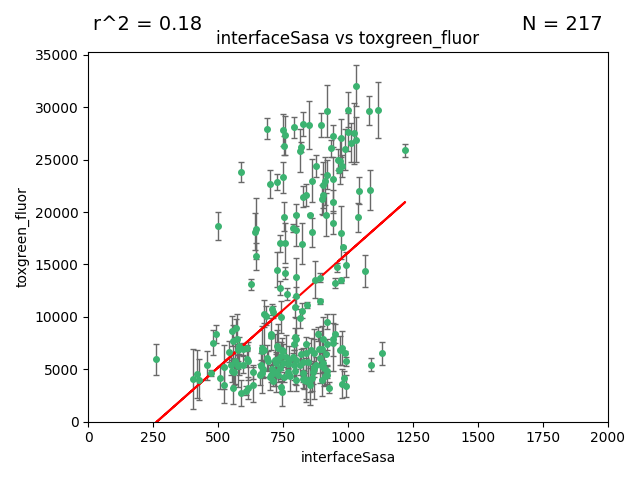 r^2 = 0.18
N = 217
interfaceSasa vs toxgreen_fluor
35000
30000
25000
20000
15000
10000
5000
0
toxgreen_fluor
0 250 500 750 1000 1250 1500 1750 2000
interfaceSasa